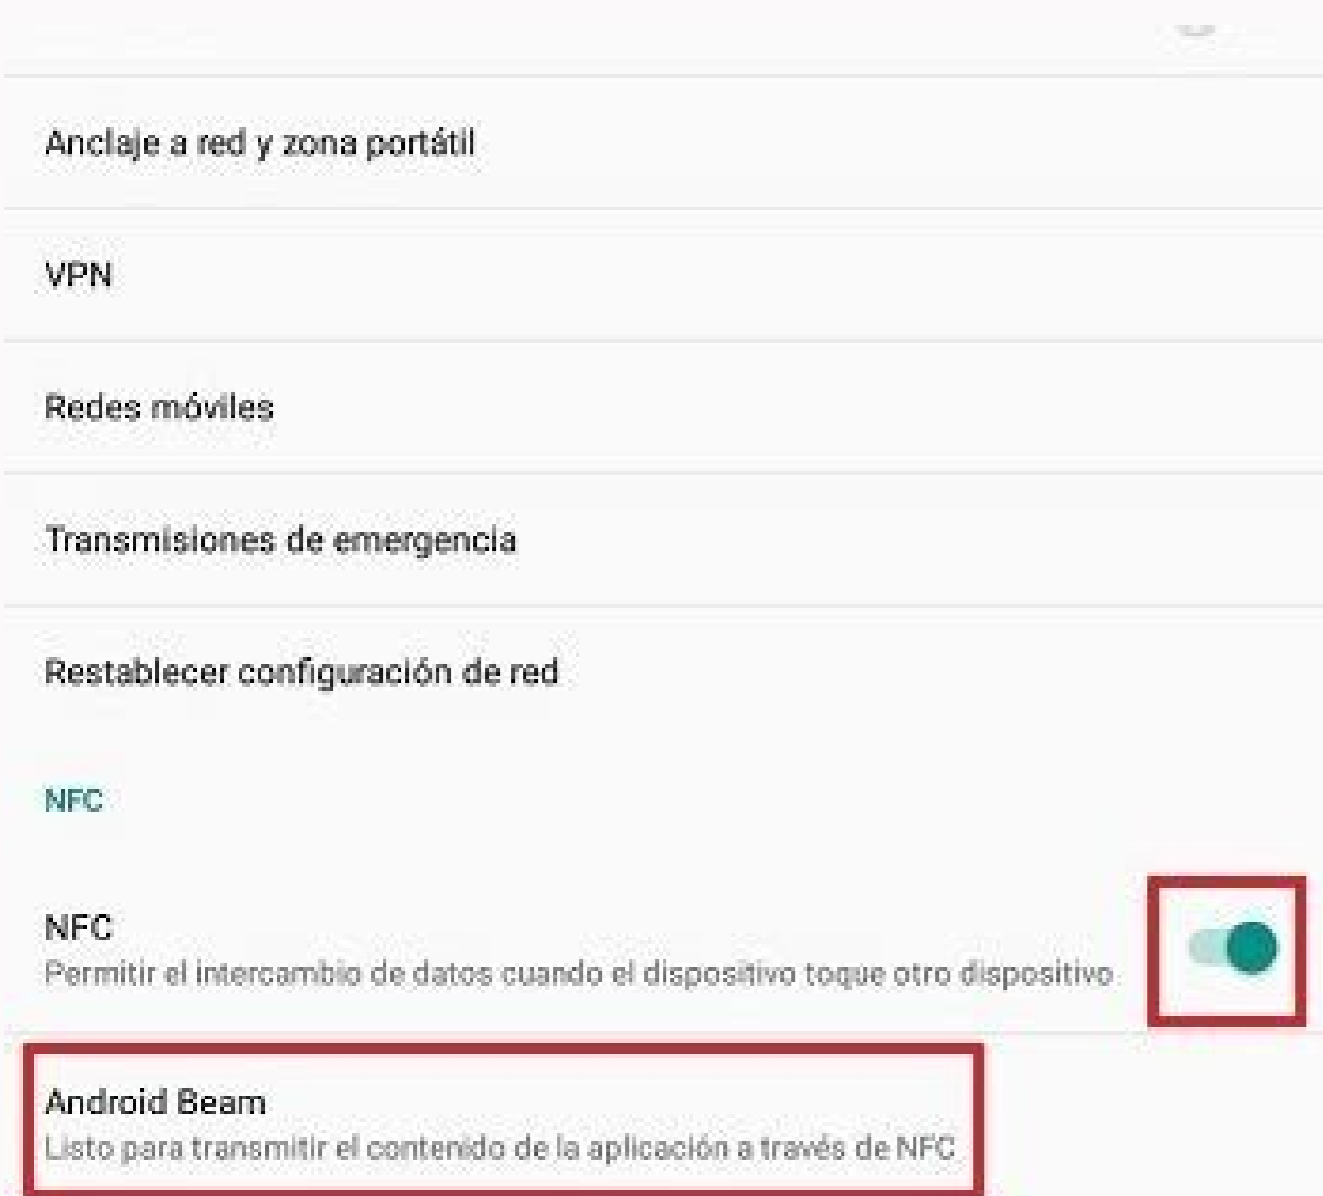 Anclaje a red y zona portátil
VPN
Redes móviles
Transmisiones de emergencia
Restablecer configuración de red
NFC
NFC
Permitir el intercambio de datos cuando el dispositivo toque otro dispositivo
Android Beam
Listo para transmitir el contenido de la aplicación a través de NFC